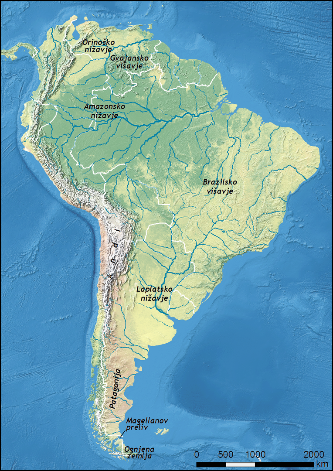 Orinoško
nižavje
Gvajansko
višavje
Amazonsko
nižavje
Brazilsko
višavje
Andi
Laplatsko
nižavje
Patagonija
Magellanov
preliv
Ognjena
zemlja
0 500 1000 2000
km